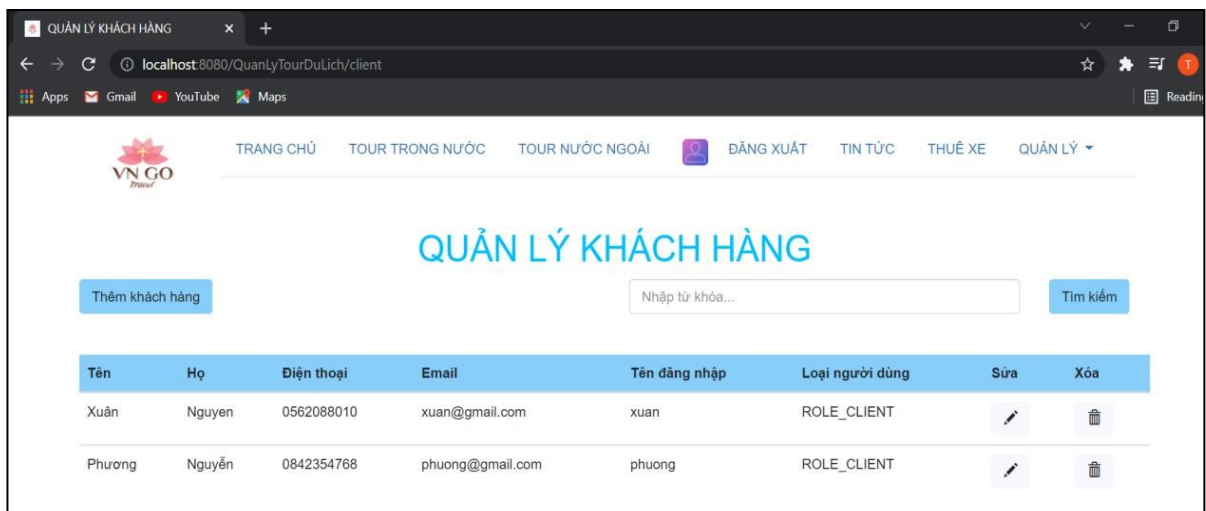 QUẢN LÝ KHÁCH HÀNG
localhost:8080/QuanLyTourDuLich/client
T
Apps Gmail YouTube Maps Reading
VN GO
Travel
TRANG CHỦ TOUR TRONG NƯỚC TOUR NƯỚC NGOÀI ĐĂNG XUẤT TIN TỨC THUÊ XE QUẢN LÝ
QUẢN LÝ KHÁCH HÀNG
Thêm khách hàng Nhập từ khóa... Tìm kiếm
Tên Họ Điện thoại Email Tên đăng nhập Loại người dùng Sửa Xóa
Xuân Nguyen 0562088010 xuan@gmail.com xuan ROLE_CLIENT
Phương Nguyễn 0842354768 phuong@gmail.com phuong ROLE_CLIENT